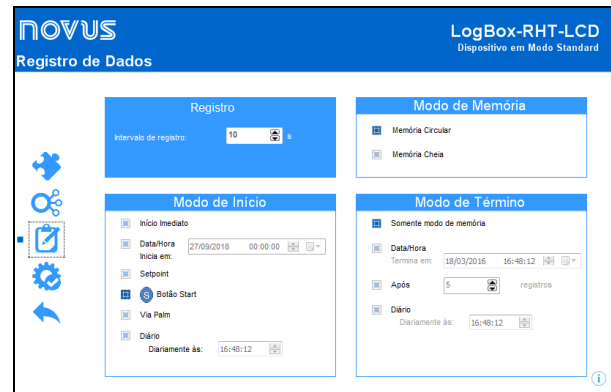 NOVUS
LogBox-RHT-LCD
Dispositivo em Modo Standard
Registro de Dados
Registro
Intervalo de registro: 10 s
Modo de Memória
Memória Circular
Memória Cheia
Modo de Início
Início Imediato
Data/Hora
Inicia em: 27/09/2018 00:00:00
Setpoint
S Botão Start
Via Palm
Diário
Diariamente às: 16:48:12
Modo de Término
Somente modo de memória
Data/Hora
Termina em: 18/03/2016 16:48:12
Após 5 registros
Diário
Diariamente às: 16:48:12
i